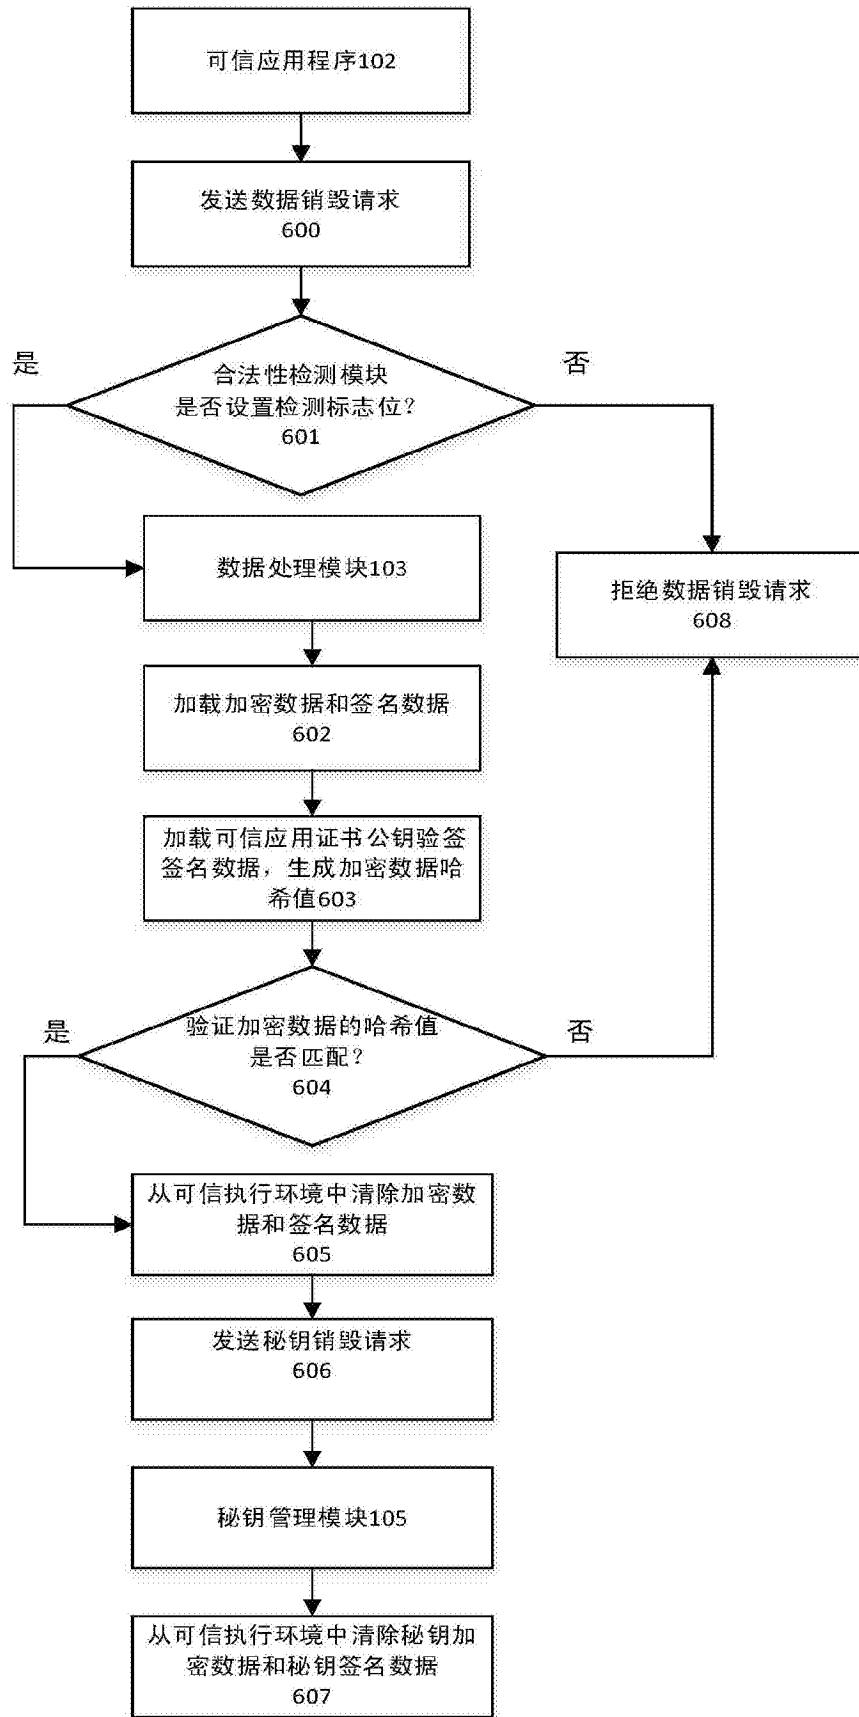 可信应用程序102
发送数据销毁请求
600
是
否
合法性检测模块
是否设置检测标志位？
601
数据处理模块103
拒绝数据销毁请求
608
加载加密数据和签名数据
602
加载可信应用证书公钥验签
签名数据，生成加密数据哈
希值603
是
否
验证加密数据的哈希值
是否匹配？
604
从可信执行环境中清除加密数
据和签名数据
605
发送秘钥销毁请求
606
秘钥管理模块105
从可信执行环境中清除秘钥加
密数据和秘钥签名数据
607